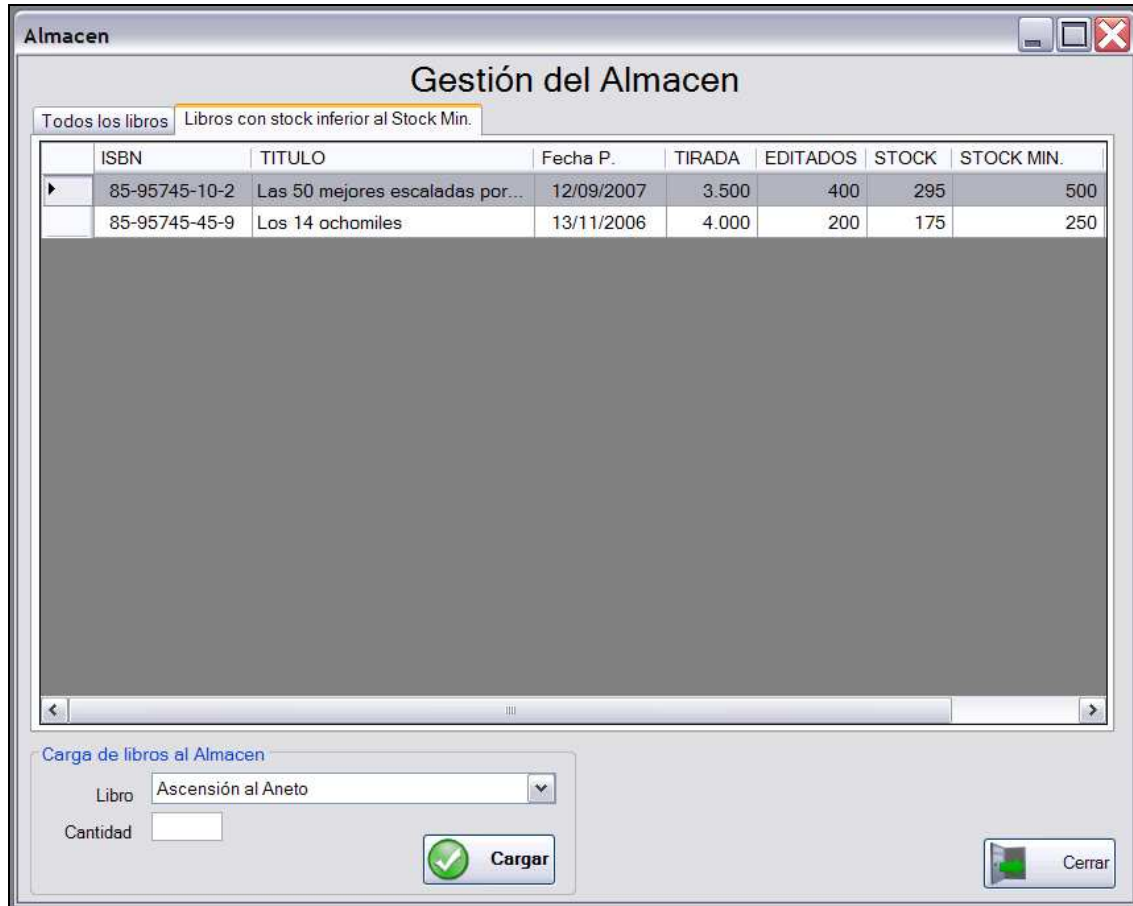 Almacen
Gestión del Almacen
Todos los libros Libros con stock inferior al Stock Min.
ISBN TITULO Fecha P. TIRADA EDITADOS STOCK STOCK MIN.
85-95745-10-2 Las 50 mejores escaladas por... 12/09/2007 3.500 400 295 500
85-95745-45-9 Los 14 ochomiles 13/11/2006 4.000 200 175 250
Carga de libros al Almacen
Libro Ascensión al Aneto
Cantidad
Cargar
Cerrar